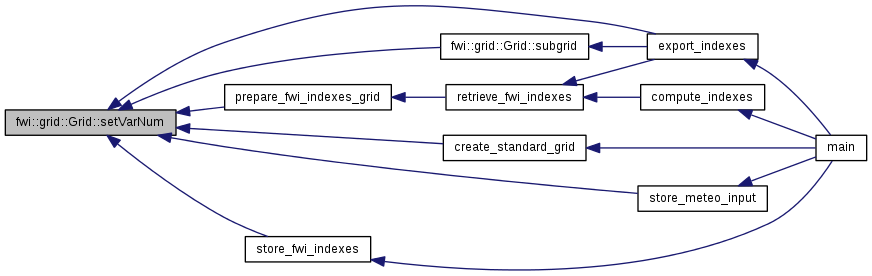 export_indexes
fwi::grid::Grid::subgrid
prepare_fwi_indexes_grid
retrieve_fwi_indexes
compute_indexes
fwi::grid::Grid::setVarNum
create_standard_grid
main
store_meteo_input
store_fwi_indexes